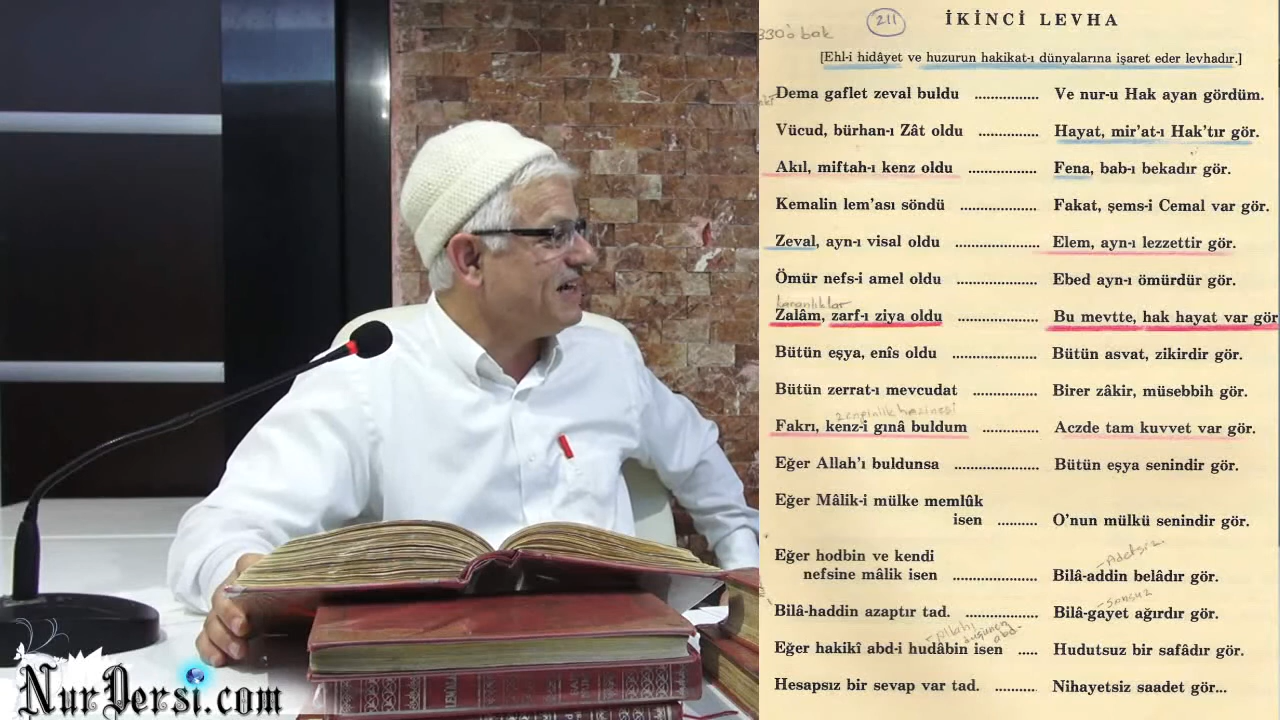 211
İKİNCİ LEVHA
330'a bak
[Ehl-i hidâyet ve huzurun hakikat-ı dünyalarına işaret eder levhadır.]
Dema gaflet zeval buldu ................ Ve nur-u Hak ayan gördüm.
Vücud, bürhan-ı Zât oldu ............... Hayat, mir'at-ı Hak'tır gör.
Akıl, miftah-ı kenz oldu ................. Fena, bab-ı bekadır gör.
Kemalin lem'ası söndü ................... Fakat, şems-i Cemal var gör.
Zeval, ayn-ı visal oldu ..................... Elem, ayn-ı lezzettir gör.
Ömür nefs-i amel oldu .................... Ebed ayn-ı ömürdür gör.
karanlıklar
Zalâm, zarf-ı ziya oldu .................... Bu mevtte, hak hayat var gör
Bütün eşya, enîs oldu ..................... Bütün asvat, zikirdir gör.
Bütün zerrat-ı mevcudat ................ Birer zâkir, müsebbih gör.
zenginlik hazinesi
Fakrı, kenz-i gınâ buldum .............. Aczde tam kuvvet var gör.
Eğer Allah'ı buldunsa ..................... Bütün eşya senindir gör.
Eğer Mâlik-i mülke memlûk
isen .......... O'nun mülkü senindir gör.
Eğer hodbin ve kendi
Adetsiz
nefsine mâlik isen ..................... Bilâ-addin belâdır gör.
sonsuz
Bilâ-haddin azaptır tad. .................. Bilâ-gayet ağırdır gör.
düşünen
abd
Eğer hakikî abd-i hudâbin isen ..... Hudutsuz bir safâdır gör.
Hesapsız bir sevap var tad. ........... Nihayetsiz saadet gör...
NurDersi.com